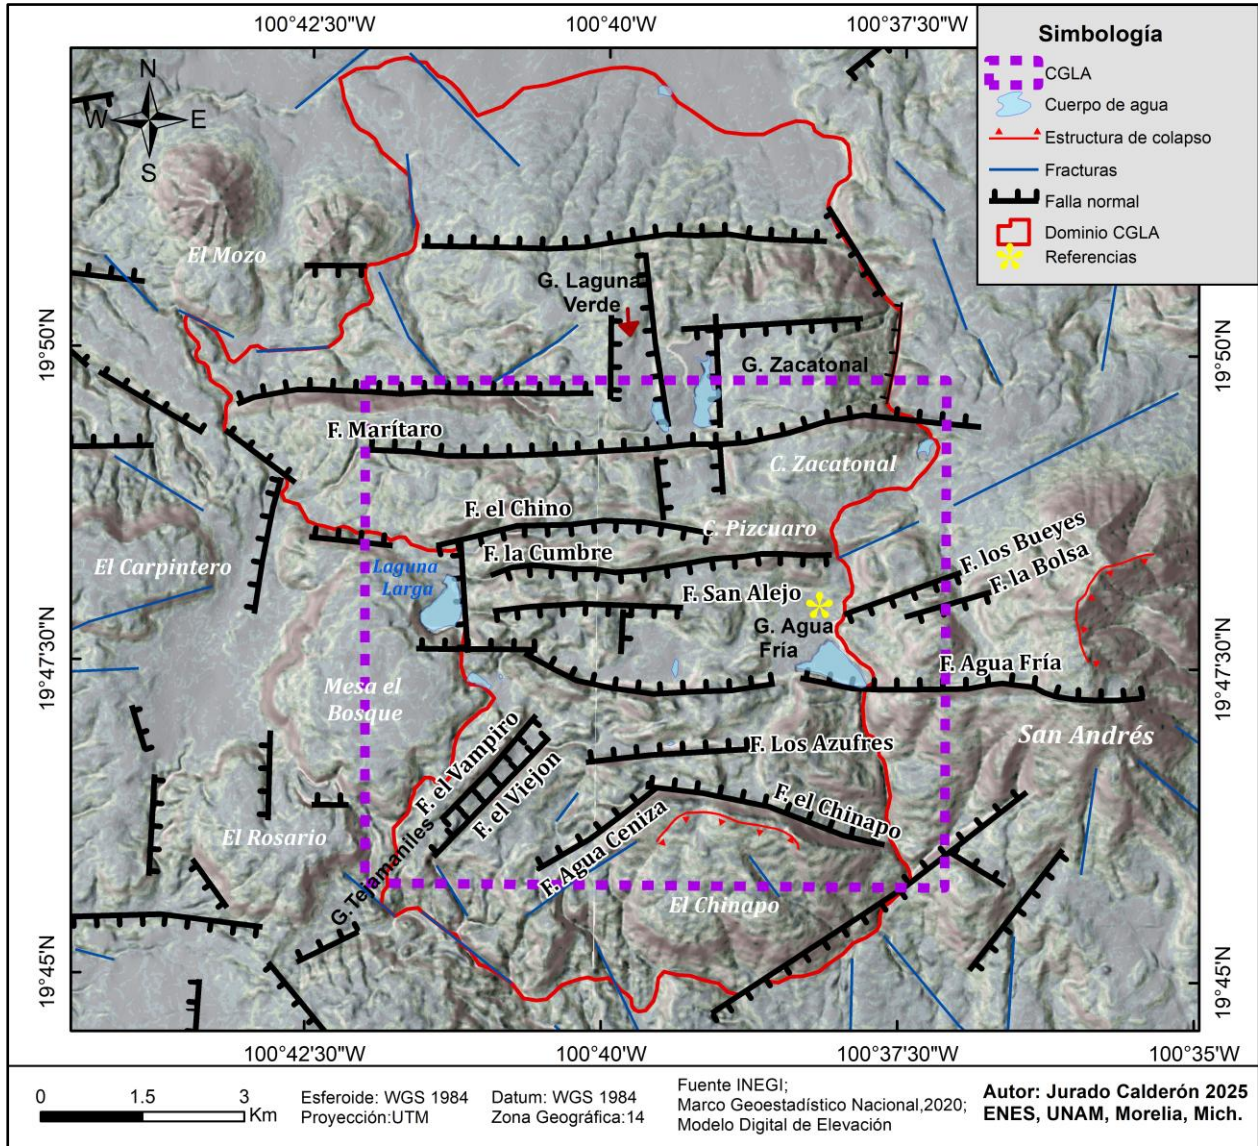 100°42'30"W
100°40'W
100°37'30"W
Simbología
CGLA
Cuerpo de agua
Estructura de colapso
Fracturas
Falla normal
Dominio CGLA
Referencias
N
W
E
S
El Mozo
G. Laguna
Verde
19°50'N
19°50'N
G. Zacatonal
F. Marítaro
C. Zacatonal
F. el Chino
C. Pizcuaro
F. la Cumbre
El Carpintero
Laguna
Larga
F. los Bueyes
F. la Bolsa
F. San Alejo
G. Agua
Fría
19°47'30"N
19°47'30"N
F. Agua Fría
Mesa el
Bosque
San Andrés
F. el Vampiro
F. el Viejon
F. Los Azufres
F. el Chinapo
F. Agua Ceniza
El Rosario
G. Tejamaniles
El Chinapo
19°45'N
19°45'N
100°42'30"W
100°40'W
100°37'30"W
100°35'W
0 1.5 3
Km
Esferoide: WGS 1984
Proyección:UTM
Datum: WGS 1984
Zona Geográfica:14
Fuente INEGI;
Marco Geoestadístico Nacional,2020;
Modelo Digital de Elevación
Autor: Jurado Calderón 2025
ENES, UNAM, Morelia, Mich.